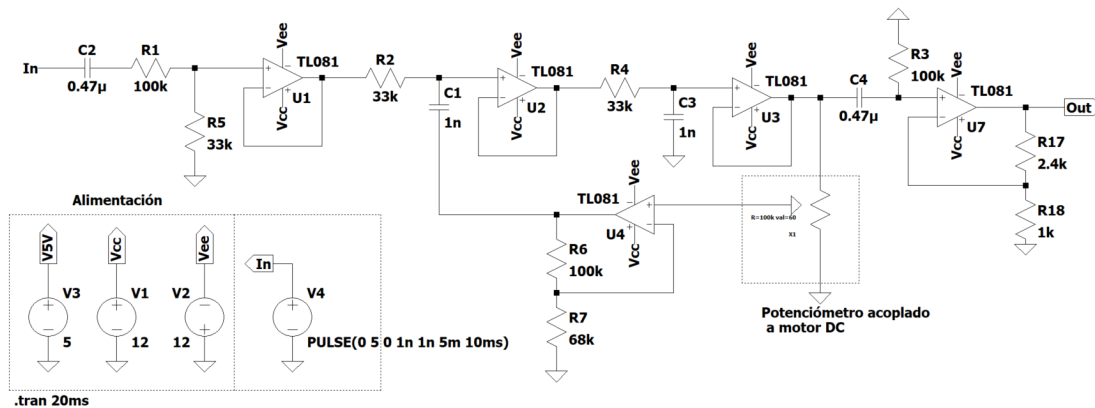 In
C2
0.47µ
R1
100k
R5
33k
Vee
TL081
U1
Vcc
R2
33k
C1
1n
Vee
TL081
U2
Vcc
R4
33k
C3
1n
Vee
TL081
U3
Vcc
C4
0.47µ
R3
100k
Vee
TL081
U7
Vcc
Out
R17
2.4k
R18
1k
TL081
Vee
U4
Vcc
R6
100k
R7
68k
R=100k val=60
X1
Potenciómetro acoplado
a motor DC
Alimentación
V5V
V3
5
Vcc
V1
12
Vee
V2
12
In
V4
PULSE(0 5 0 1n 1n 5m 10ms)
.tran 20ms